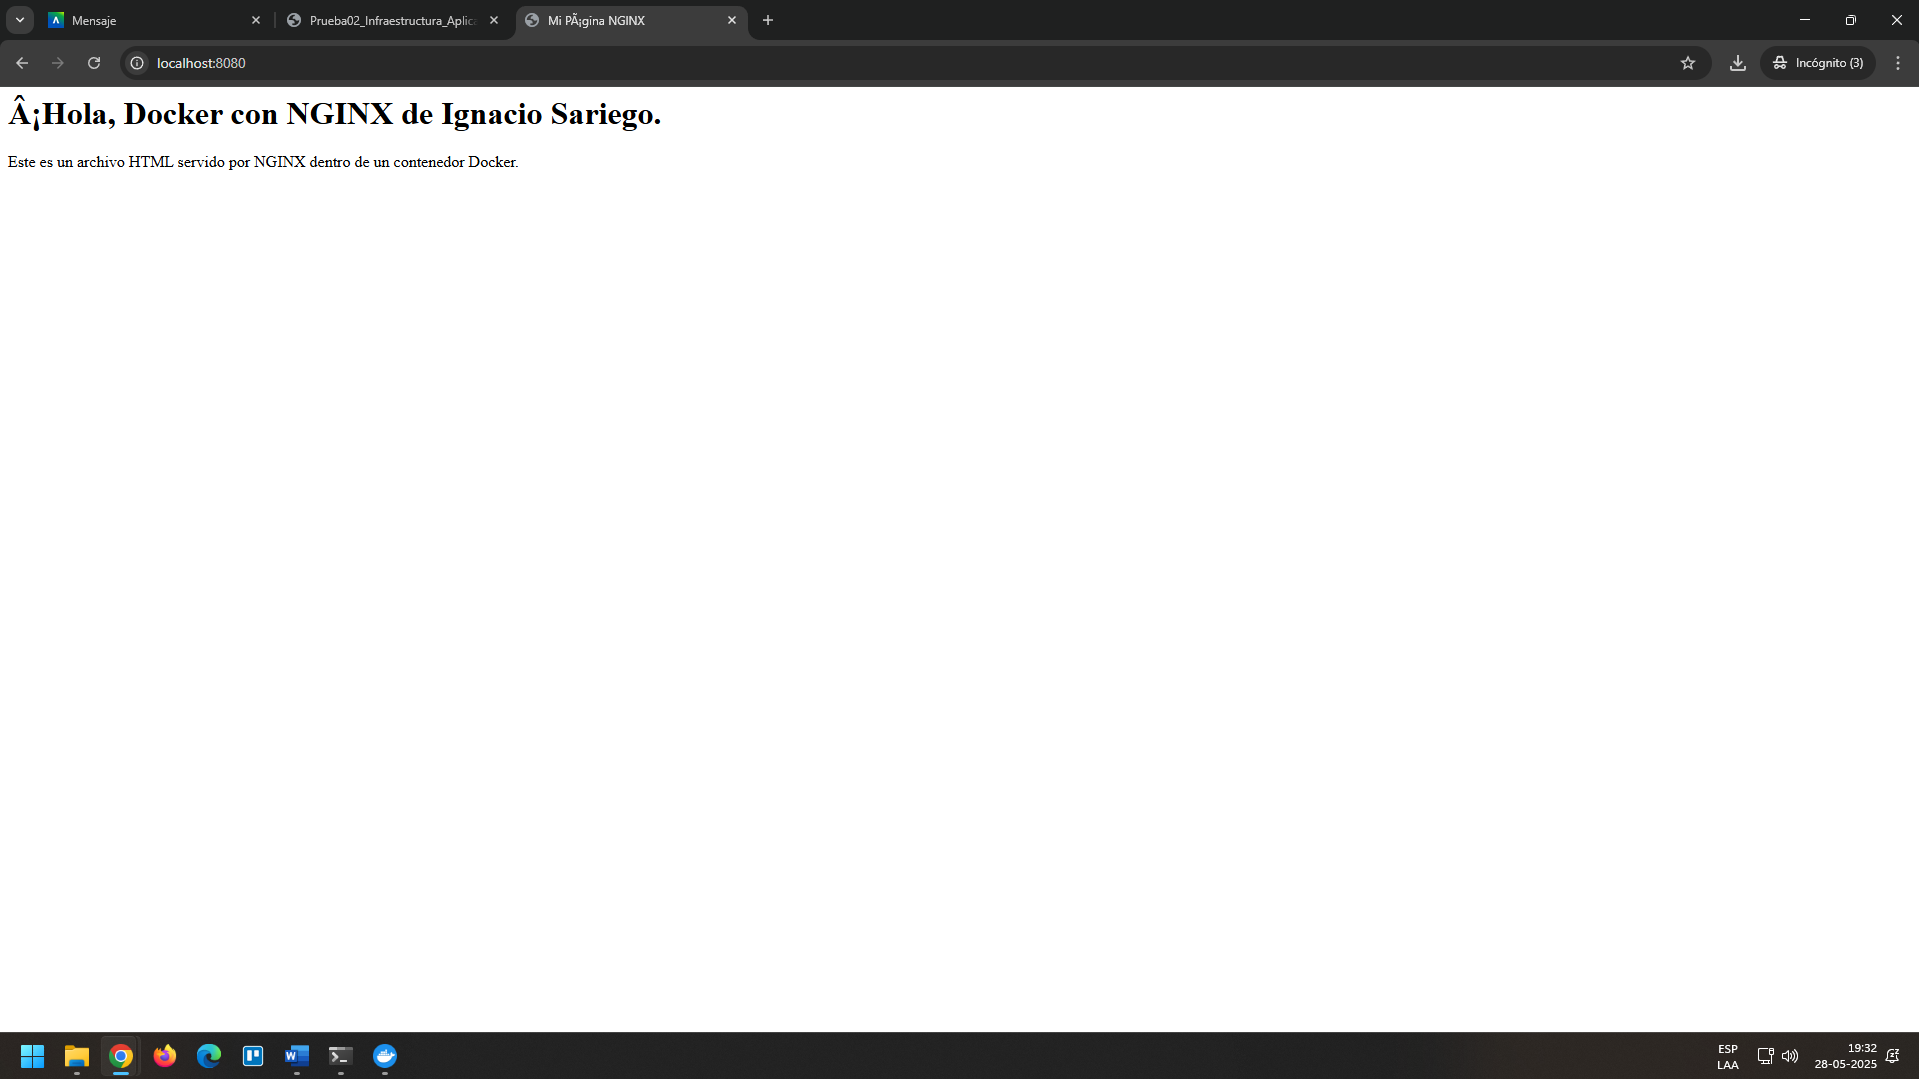 Mensaje
Prueba02_Infraestructura_Aplic
Mi PÃ¡gina NGINX
localhost:8080
Incógnito (3)
Â¡Hola, Docker con NGINX de Ignacio Sariego.
Este es un archivo HTML servido por NGINX dentro de un contenedor Docker.
ESP
LAA
19:32
28-05-2025